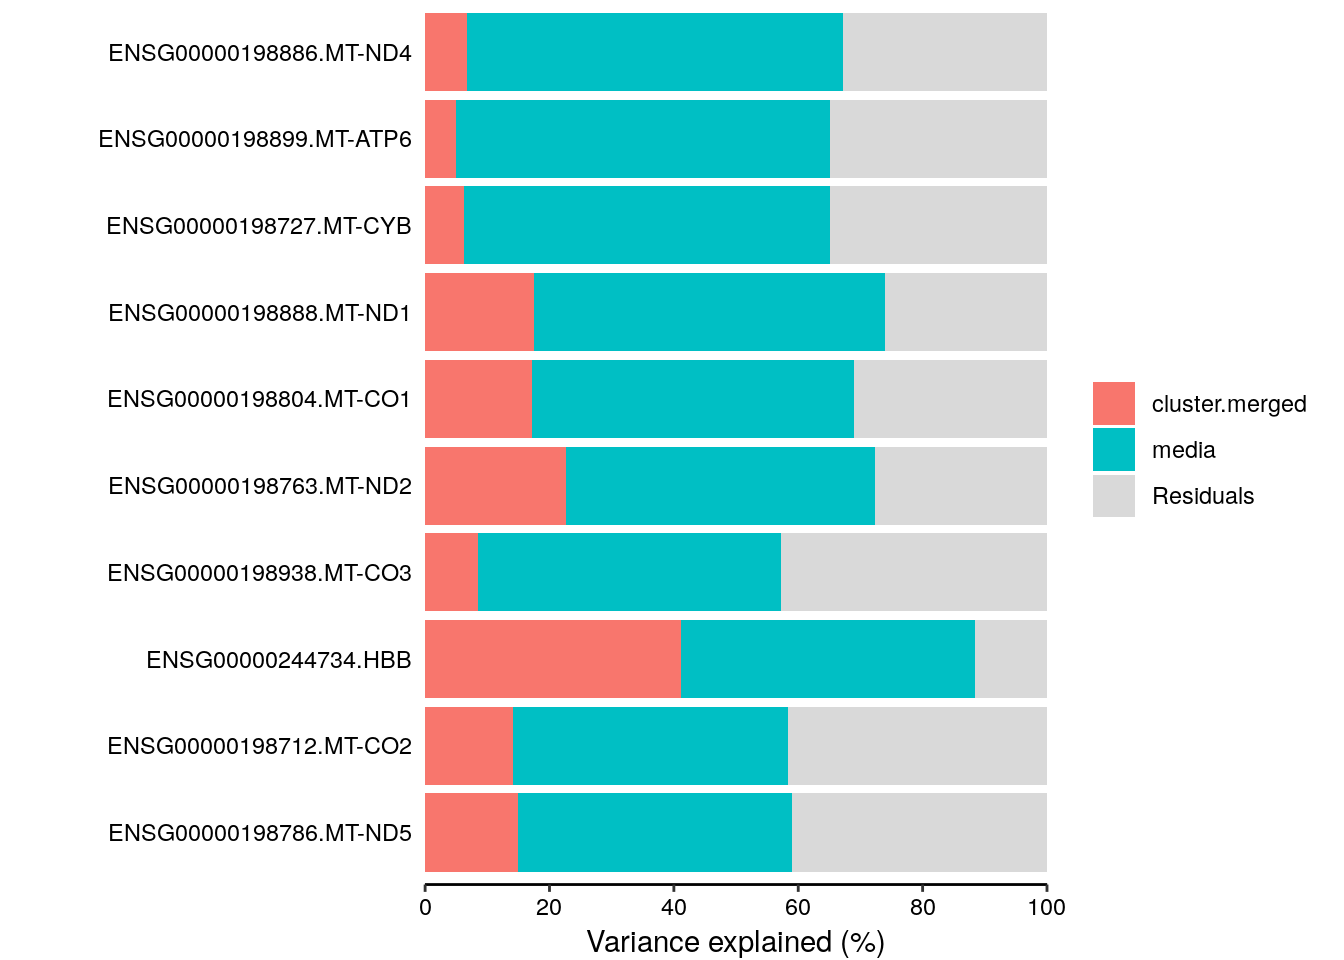 ENSG00000198886.MT-ND4
ENSG00000198899.MT-ATP6
ENSG00000198727.MT-CYB
ENSG00000198888.MT-ND1
ENSG00000198804.MT-CO1
ENSG00000198763.MT-ND2
ENSG00000198938.MT-CO3
ENSG00000244734.HBB
ENSG00000198712.MT-CO2
ENSG00000198786.MT-ND5
0 20 40 60 80 100
Variance explained (%)
cluster.merged
media
Residuals